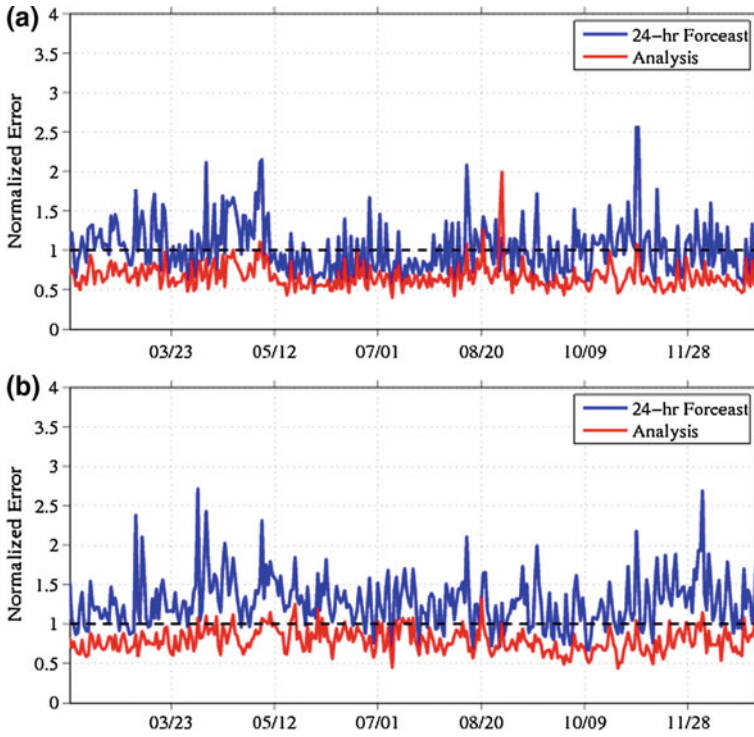 (a)
4
3.5
3
2.5
2
1.5
1
0.5
0
Normalized Error
24-hr Forceast
Analysis
03/23 05/12 07/01 08/20 10/09 11/28
(b)
4
3.5
3
2.5
2
1.5
1
0.5
0
Normalized Error
24-hr Forceast
Analysis
03/23 05/12 07/01 08/20 10/09 11/28